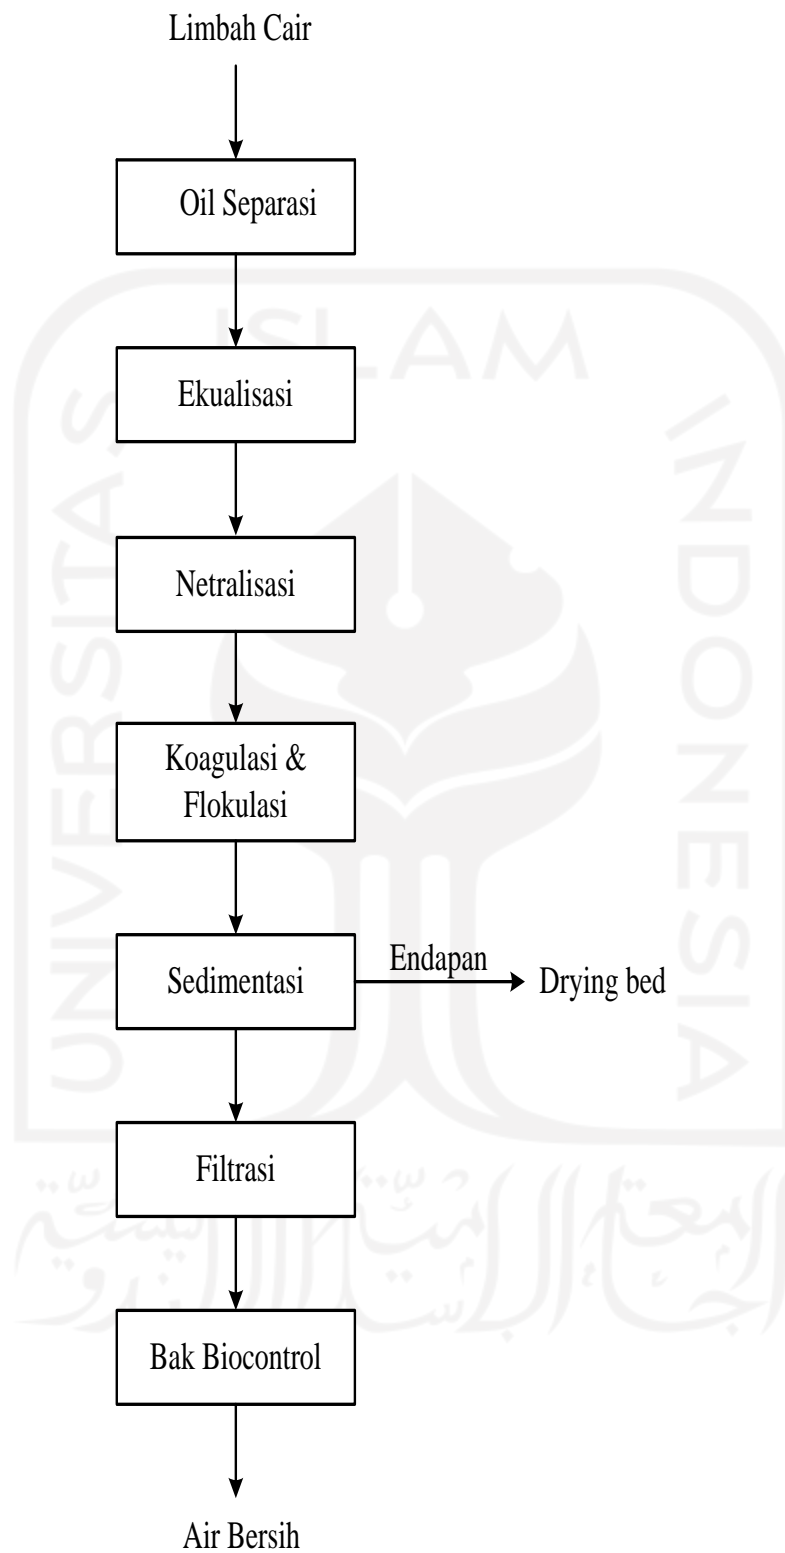 Limbah Cair
Oil Separasi
Ekualisasi
Netralisasi
Koagulasi &
Flokulasi
Sedimentasi
Endapan
Drying bed
Filtrasi
Bak Biocontrol
Air Bersih
UNIVERSITAS
ISLAM
INDONESIA